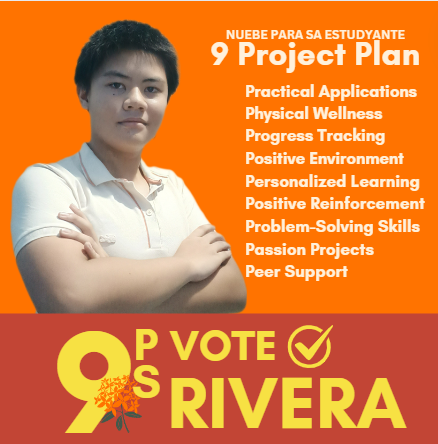 NUEBE PARA SA ESTUDYANTE
9 Project Plan
Practical Applications
Physical Wellness
Progress Tracking
Positive Environment
Personalized Learning
Positive Reinforcement
Problem-Solving Skills
Passion Projects
Peer Support
9PS VOTE
RIVERA